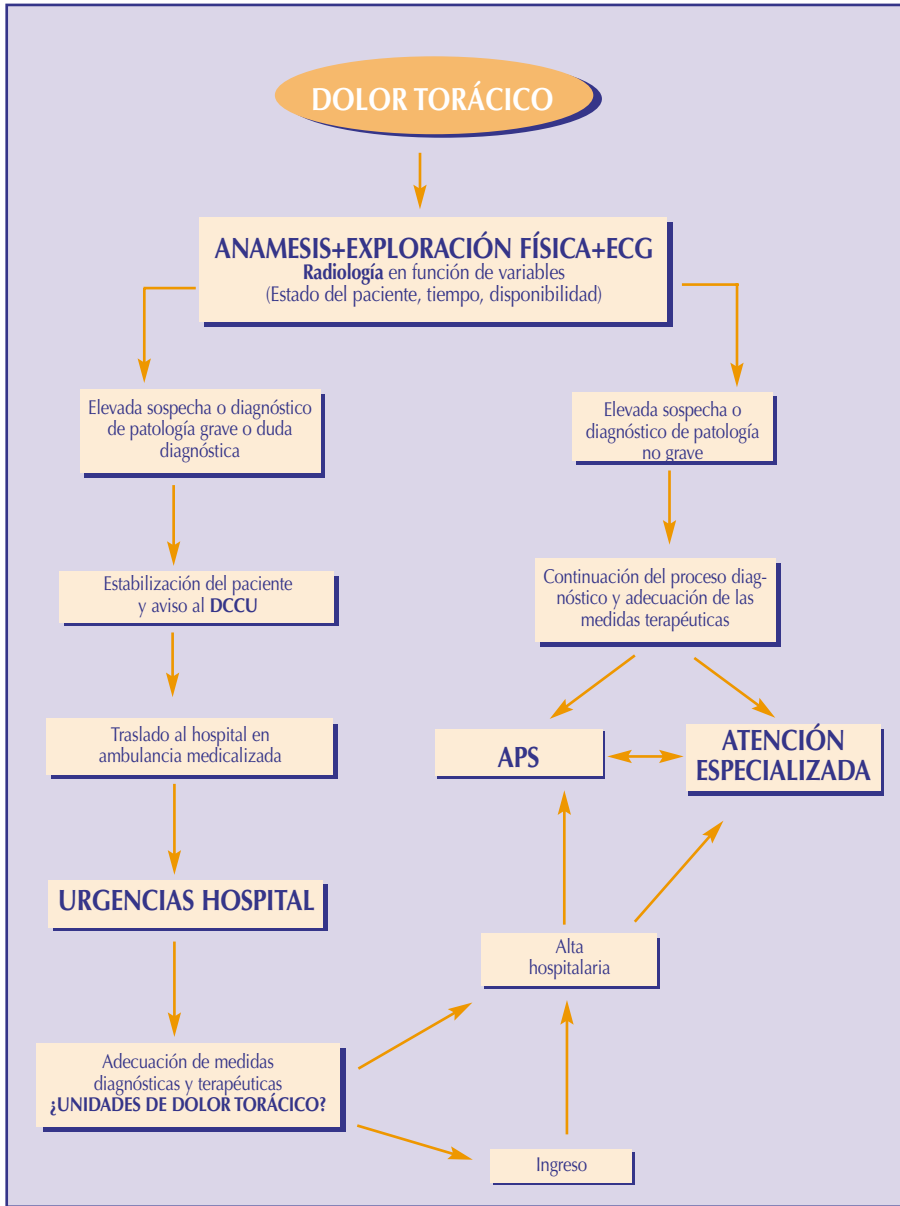 DOLOR TORÁCICO
ANAMESIS+EXPLORACIÓN FÍSICA+ECG
Radiología en función de variables
(Estado del paciente, tiempo, disponibilidad)
Elevada sospecha o diagnóstico
de patología grave o duda
diagnóstica
Elevada sospecha o
diagnóstico de patología
no grave
Estabilización del paciente
y aviso al DCCU
Continuación del proceso diag-
nóstico y adecuación de las
medidas terapéuticas
Traslado al hospital en
ambulancia medicalizada
APS
ATENCIÓN
ESPECIALIZADA
URGENCIAS HOSPITAL
Alta
hospitalaria
Adecuación de medidas
diagnósticas y terapéuticas
¿UNIDADES DE DOLOR TORÁCICO?
Ingreso